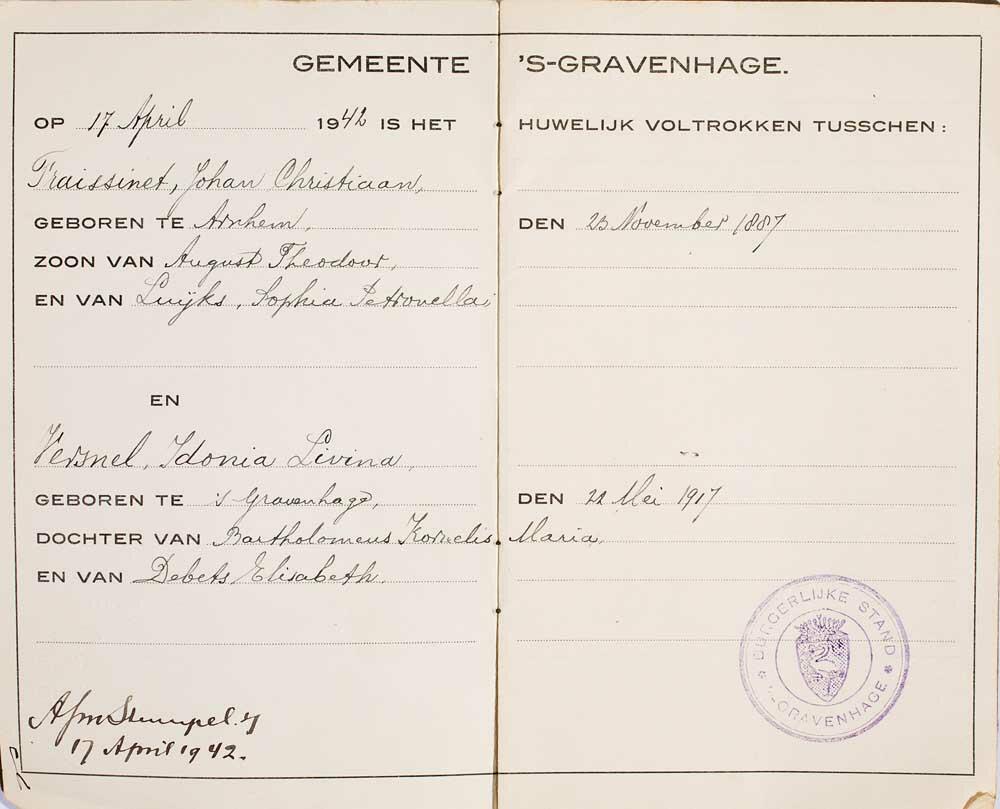 GEMEENTE 'S-GRAVENHAGE.
OP 17 April 1942 IS HET HUWELIJK VOLTROKKEN TUSSCHEN:
Fraissinet, Johan Christiaan,
GEBOREN TE Arnhem, DEN 23 November 1887
ZOON VAN August Theodoor,
EN VAN Luijks, Sophia Petronella;
EN
Versnel, Idonia Livina,
GEBOREN TE 's Gravenhage, DEN 22 Mei 1917
DOCHTER VAN Bartholomeus Kornelis Maria,
EN VAN Debets, Elisabeth.
BURGERLIJKE STAND
'S-GRAVENHAGE
17 April 1942.